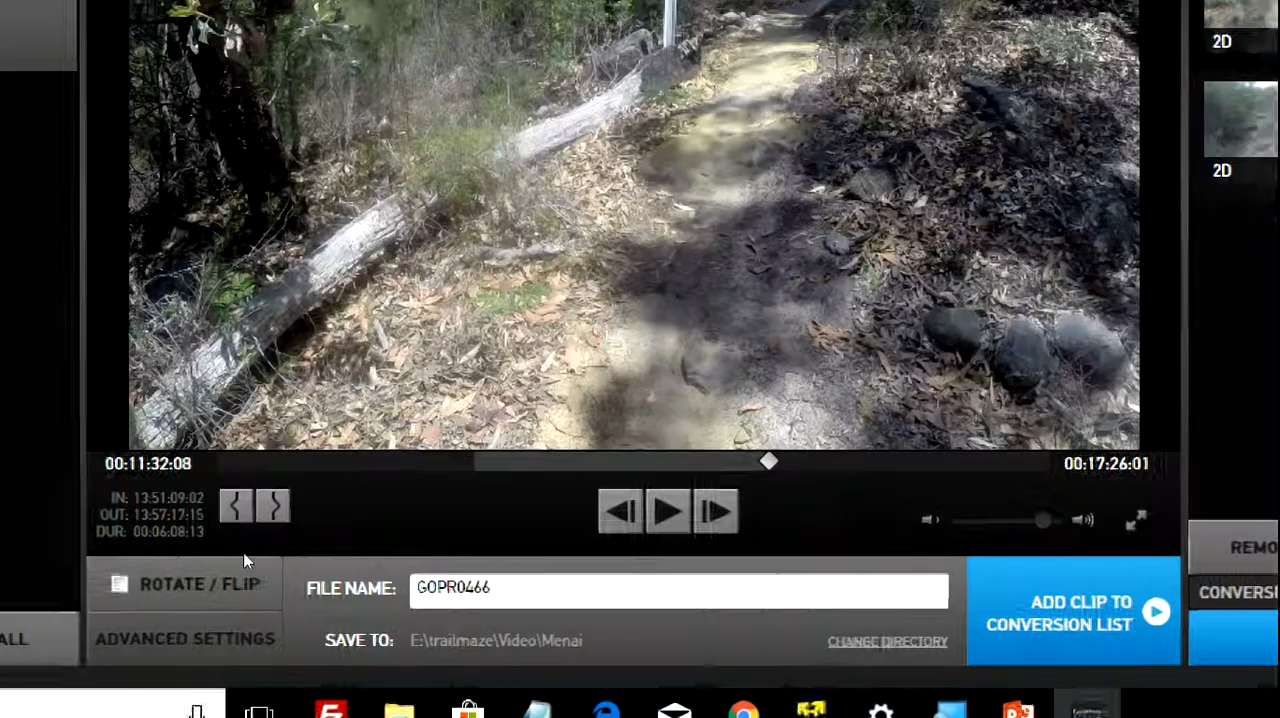 2D
2D
00:11:32:08
00:17:26:01
IN: 13:51:09:02
OUT: 13:57:17:15
DUR: 00:06:08:13
REMO
ROTATE / FLIP
FILE NAME: GOPR0466
ADD CLIP TO
CONVERSION LIST
CONVERSI
ALL
ADVANCED SETTINGS
SAVE TO: E:\trailmaze\Video\Menai
CHANGE DIRECTORY